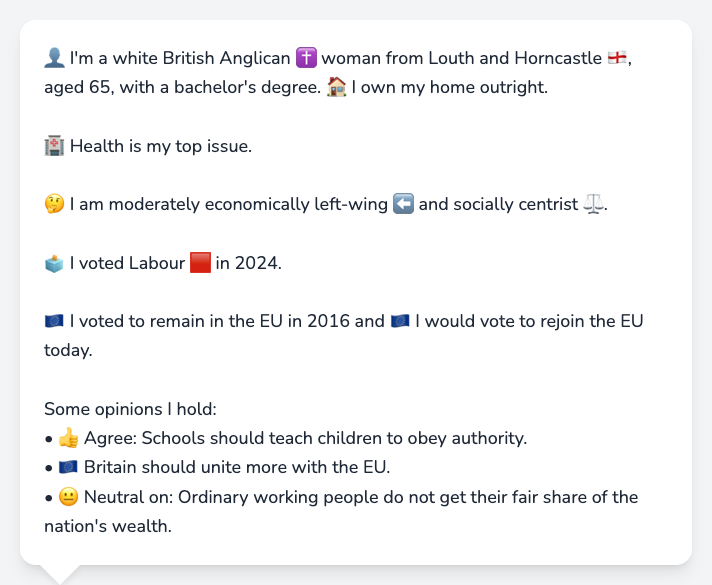 👤 I'm a white British Anglican ✝️ woman from Louth and Horncastle 🏴󠁧󠁢󠁥󠁮󠁧󠁿,
aged 65, with a bachelor's degree. 🏠 I own my home outright.
🏥 Health is my top issue.
🤔 I am moderately economically left-wing ⬅️ and socially centrist ⚖️.
🗳️ I voted Labour 🟥 in 2024.
🇪🇺 I voted to remain in the EU in 2016 and 🇪🇺 I would vote to rejoin the EU
today.
Some opinions I hold:
• 👍 Agree: Schools should teach children to obey authority.
• 🇪🇺 Britain should unite more with the EU.
• 😐 Neutral on: Ordinary working people do not get their fair share of the
nation's wealth.